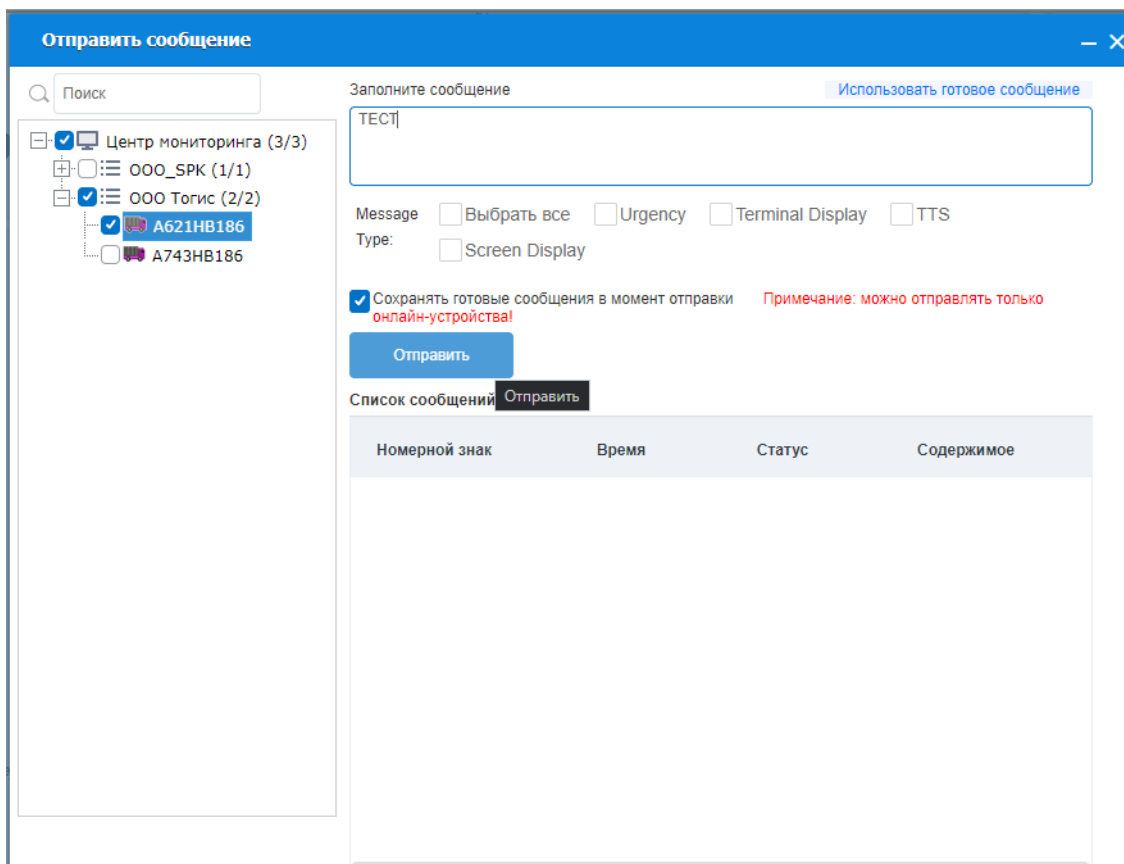 Отправить сообщение
Поиск
Центр мониторинга (3/3)
ООО_SPK (1/1)
ООО Тогис (2/2)
А621НВ186
А743НВ186
Заполните сообщение Использовать готовое сообщение
ТЕСТ
Message Type: Выбрать все Urgency Terminal Display TTS
Screen Display
Сохранять готовые сообщения в момент отправки Примечание: можно отправлять только
онлайн-устройства!
Отправить
Список сообщений Отправить
Номерной знак Время Статус Содержимое